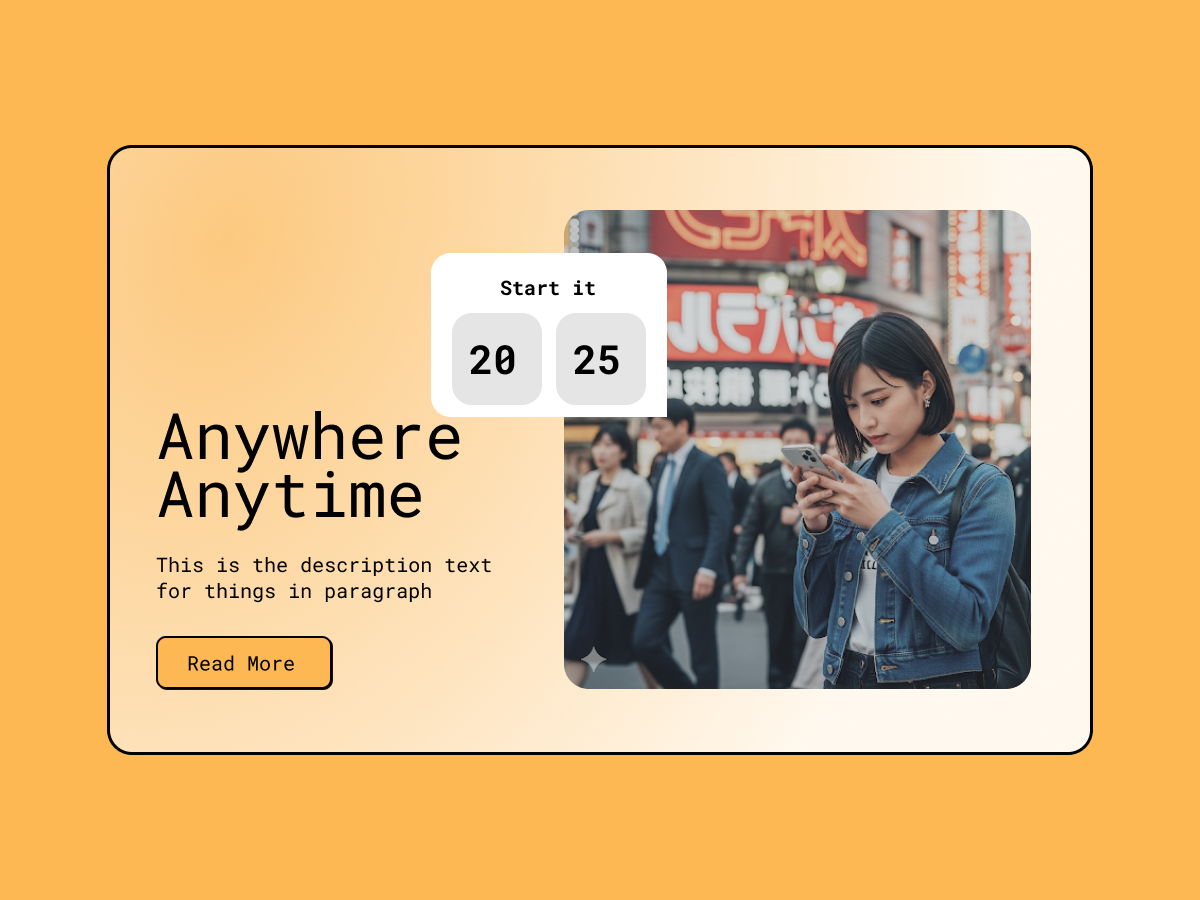 Start it
20 25
Anywhere
Anytime
This is the description text
for things in paragraph
Read More